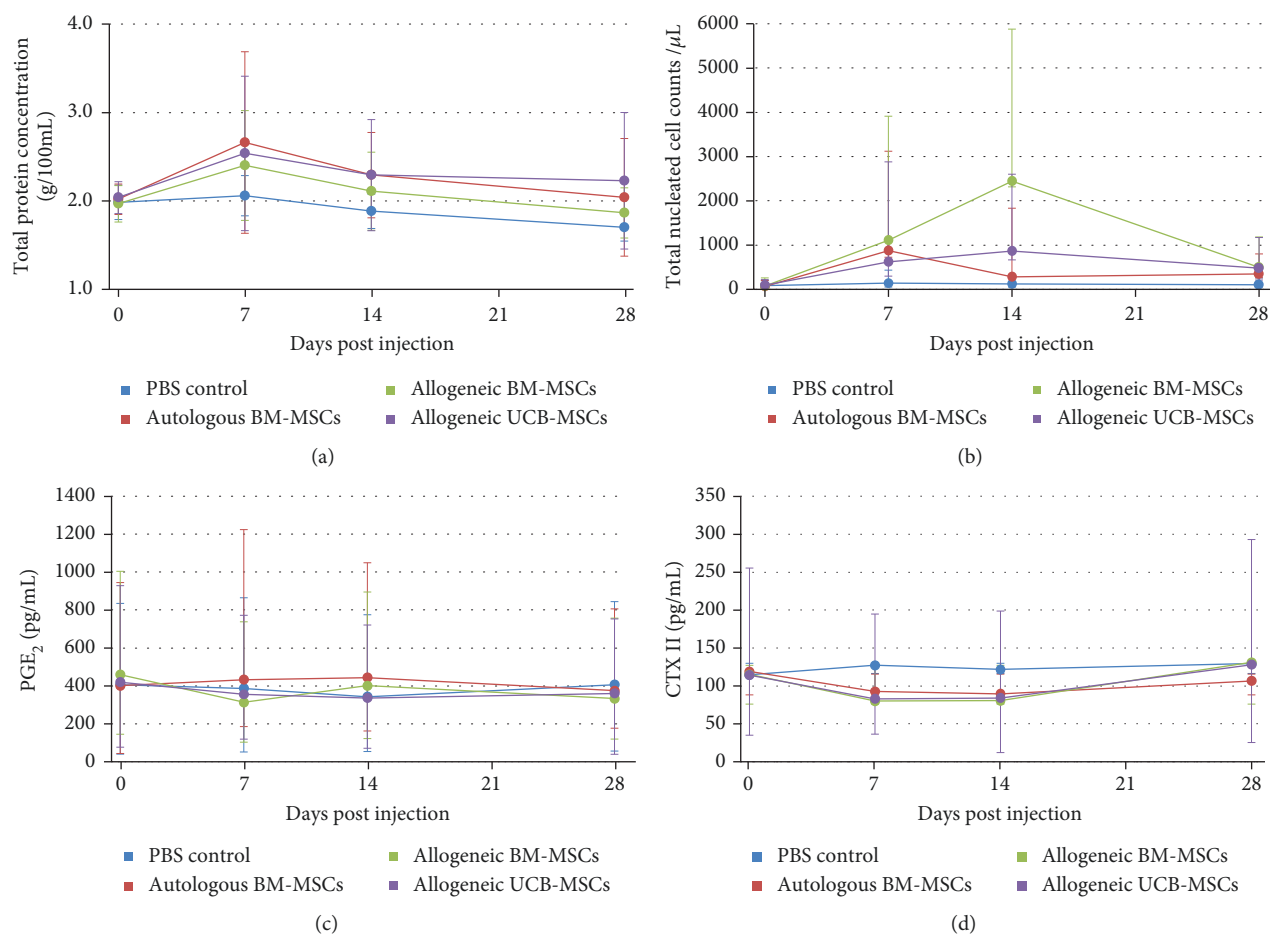 Total protein concentration
(g/100mL)
4.0
3.0
2.0
1.0
0
7
14
21
28
Days post injection
PBS control
Allogeneic BM-MSCs
Autologous BM-MSCs
Allogeneic UCB-MSCs
(a)
Total nucleated cell counts /μL
6000
5000
4000
3000
2000
1000
0
0
7
14
21
28
Days post injection
PBS control
Allogeneic BM-MSCs
Autologous BM-MSCs
Allogeneic UCB-MSCs
(b)
PGE₂ (pg/mL)
1400
1200
1000
800
600
400
200
0
0
7
14
21
28
Days post injection
PBS control
Allogeneic BM-MSCs
Autologous BM-MSCs
Allogeneic UCB-MSCs
(c)
CTX II (pg/mL)
350
300
250
200
150
100
50
0
0
7
14
21
28
Days post injection
PBS control
Allogeneic BM-MSCs
Autologous BM-MSCs
Allogeneic UCB-MSCs
(d)